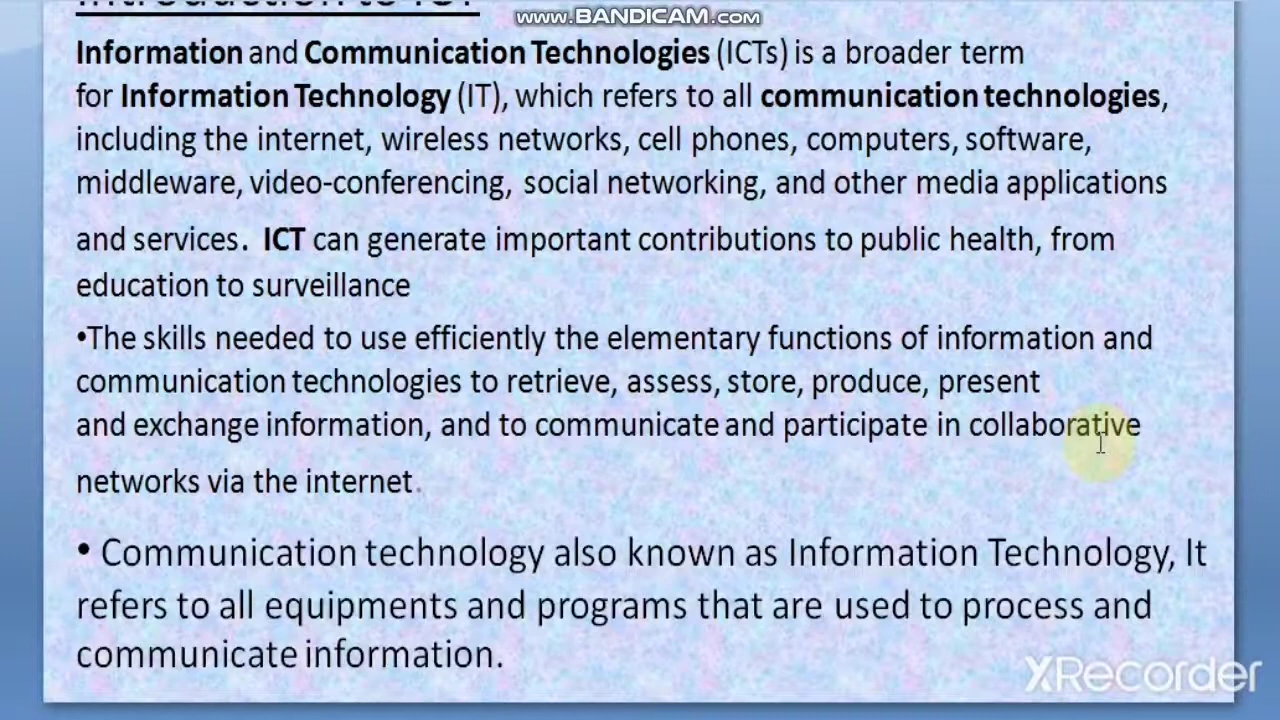 Introduction to ICT
www.BANDICAM.com
Information and Communication Technologies (ICTs) is a broader term
for Information Technology (IT), which refers to all communication technologies,
including the internet, wireless networks, cell phones, computers, software,
middleware, video-conferencing, social networking, and other media applications
and services. ICT can generate important contributions to public health, from
education to surveillance
•The skills needed to use efficiently the elementary functions of information and
communication technologies to retrieve, assess, store, produce, present
and exchange information, and to communicate and participate in collaborative
networks via the internet.
• Communication technology also known as Information Technology, It
refers to all equipments and programs that are used to process and
communicate information.
XRecorder